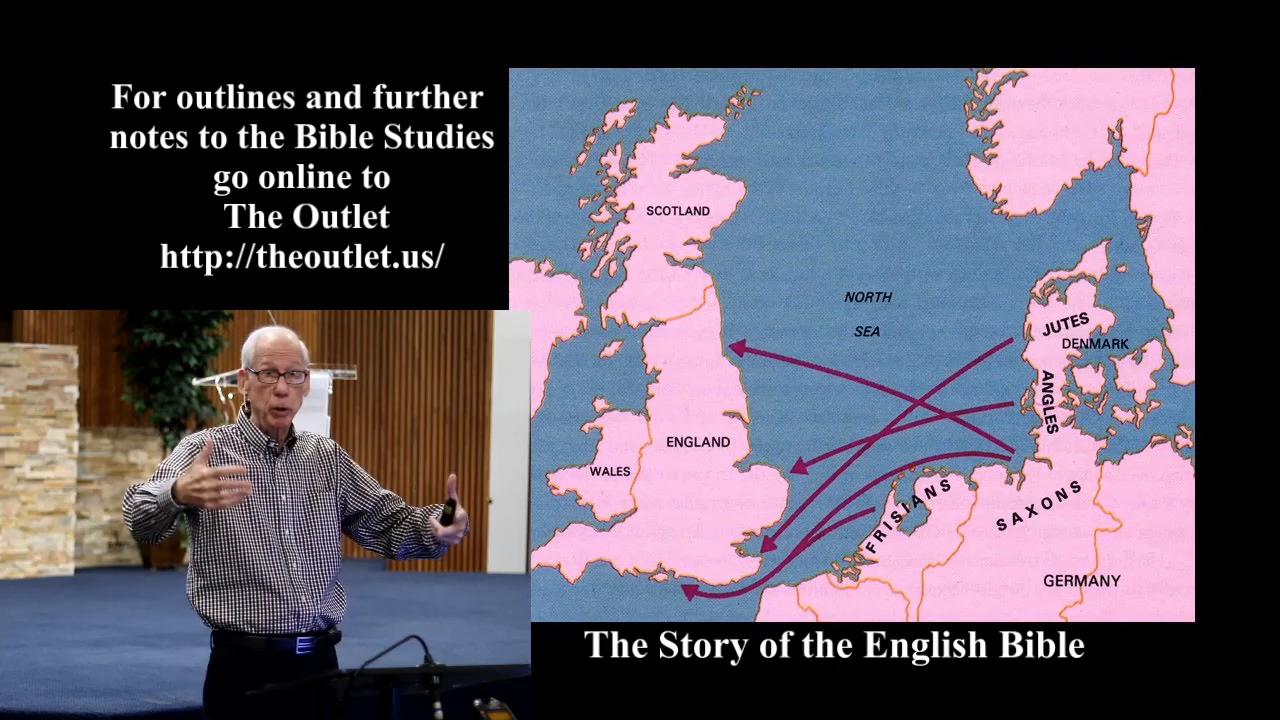 For outlines and further
notes to the Bible Studies
go online to
The Outlet
http://theoutlet.us/
SCOTLAND
NORTH
SEA
JUTES
DENMARK
ANGLES
ENGLAND
WALES
FRISIANS
SAXONS
GERMANY
The Story of the English Bible